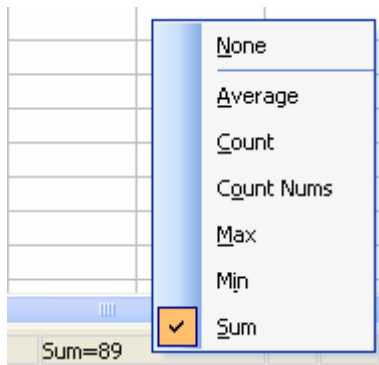 None
Average
Count
Count Nums
Max
Min
Sum
Sum=89